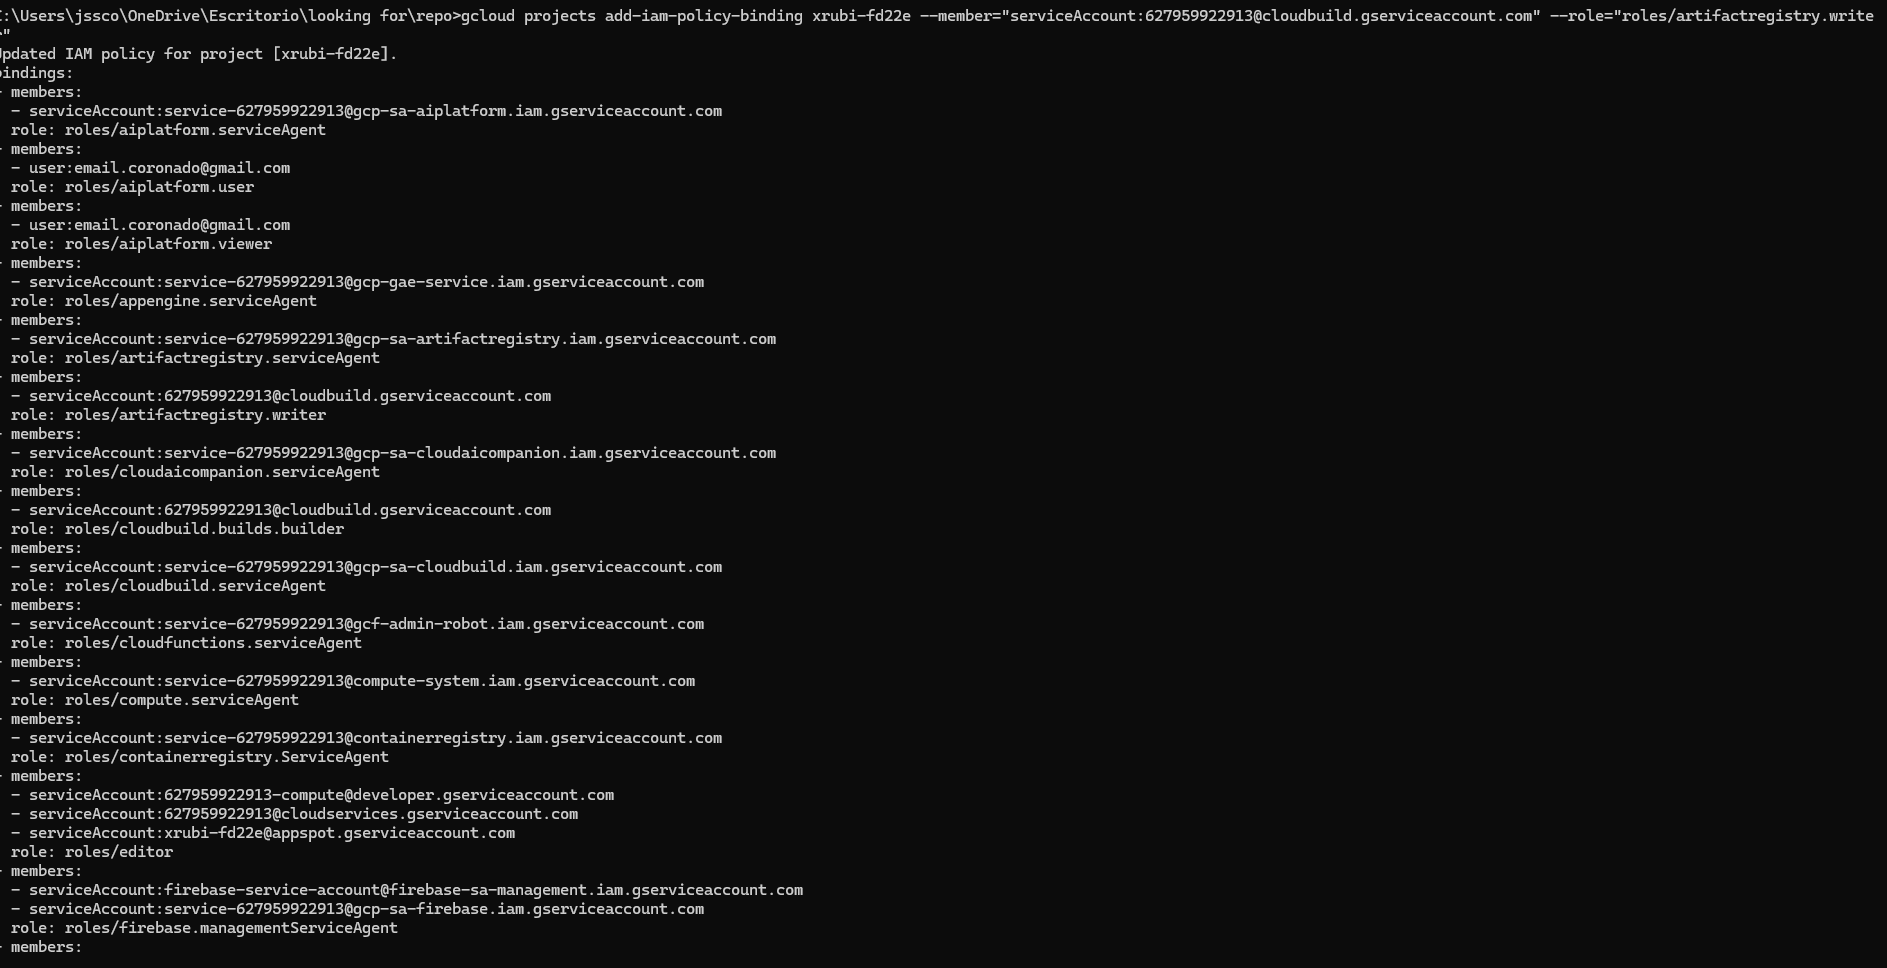 C:\Users\jssco\OneDrive\Escritorio\looking for\repo>gcloud projects add-iam-policy-binding xrubi-fd22e --member="serviceAccount:627959922913@cloudbuild.gserviceaccount.com" --role="roles/artifactregistry.write
r"
Updated IAM policy for project [xrubi-fd22e].
bindings:
- members:
  - serviceAccount:service-627959922913@gcp-sa-aiplatform.iam.gserviceaccount.com
  role: roles/aiplatform.serviceAgent
- members:
  - user:email.coronado@gmail.com
  role: roles/aiplatform.user
- members:
  - user:email.coronado@gmail.com
  role: roles/aiplatform.viewer
- members:
  - serviceAccount:service-627959922913@gcp-gae-service.iam.gserviceaccount.com
  role: roles/appengine.serviceAgent
- members:
  - serviceAccount:service-627959922913@gcp-sa-artifactregistry.iam.gserviceaccount.com
  role: roles/artifactregistry.serviceAgent
- members:
  - serviceAccount:627959922913@cloudbuild.gserviceaccount.com
  role: roles/artifactregistry.writer
- members:
  - serviceAccount:service-627959922913@gcp-sa-cloudaicompanion.iam.gserviceaccount.com
  role: roles/cloudaicompanion.serviceAgent
- members:
  - serviceAccount:627959922913@cloudbuild.gserviceaccount.com
  role: roles/cloudbuild.builds.builder
- members:
  - serviceAccount:service-627959922913@gcp-sa-cloudbuild.iam.gserviceaccount.com
  role: roles/cloudbuild.serviceAgent
- members:
  - serviceAccount:service-627959922913@gcf-admin-robot.iam.gserviceaccount.com
  role: roles/cloudfunctions.serviceAgent
- members:
  - serviceAccount:service-627959922913@compute-system.iam.gserviceaccount.com
  role: roles/compute.serviceAgent
- members:
  - serviceAccount:service-627959922913@containerregistry.iam.gserviceaccount.com
  role: roles/containerregistry.ServiceAgent
- members:
  - serviceAccount:627959922913-compute@developer.gserviceaccount.com
  - serviceAccount:627959922913@cloudservices.gserviceaccount.com
  - serviceAccount:xrubi-fd22e@appspot.gserviceaccount.com
  role: roles/editor
- members:
  - serviceAccount:firebase-service-account@firebase-sa-management.iam.gserviceaccount.com
  - serviceAccount:service-627959922913@gcp-sa-firebase.iam.gserviceaccount.com
  role: roles/firebase.managementServiceAgent
- members: